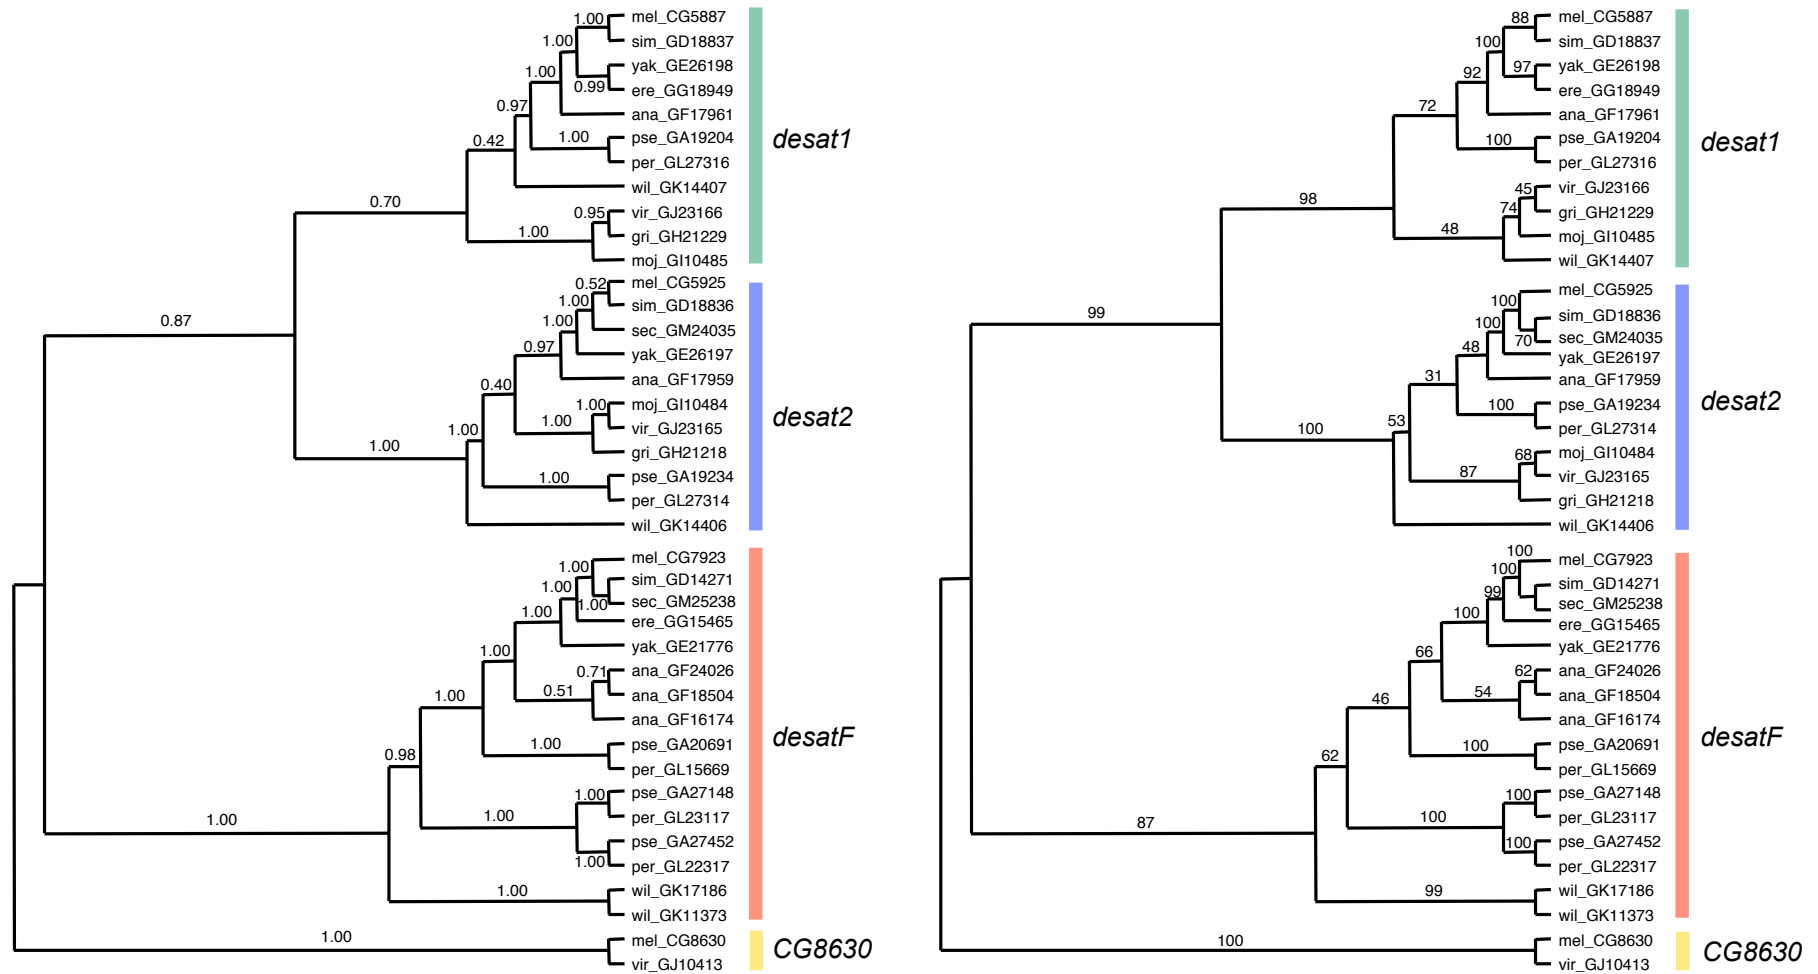 1.00
mel_CG5887
sim_GD18837
1.00
yak_GE26198
0.99
ere_GG18949
1.00
ana_GF17961
0.97
1.00
pse_GA19204
per_GL27316
0.42
wil_GK14407
0.70
0.95
vir_GJ23166
gri_GH21229
1.00
moj_GI10485
desat1
0.87
0.52
mel_CG5925
sim_GD18836
1.00
sec_GM24035
1.00
yak_GE26197
0.97
ana_GF17959
0.40
1.00
moj_GI10484
vir_GJ23165
1.00
gri_GH21218
1.00
1.00
pse_GA19234
per_GL27314
1.00
wil_GK14406
desat2
mel_CG7923
1.00
sim_GD14271
1.00
sec_GM25238
1.00
ere_GG15465
1.00
yak_GE21776
1.00
0.71
ana_GF24026
ana_GF18504
0.51
ana_GF16174
1.00
1.00
pse_GA20691
per_GL15669
0.98
1.00
pse_GA27148
per_GL23117
1.00
pse_GA27452
1.00
per_GL22317
1.00
1.00
wil_GK17186
wil_GK11373
desatF
1.00
mel_CG8630
vir_GJ10413
CG8630
88
mel_CG5887
sim_GD18837
100
97
yak_GE26198
ere_GG18949
92
ana_GF17961
72
100
pse_GA19204
per_GL27316
98
45
vir_GJ23166
gri_GH21229
74
moj_GI10485
48
wil_GK14407
desat1
99
100
mel_CG5925
sim_GD18836
70
sec_GM24035
100
yak_GE26197
48
ana_GF17959
31
100
pse_GA19234
per_GL27314
53
68
moj_GI10484
vir_GJ23165
87
gri_GH21218
100
wil_GK14406
desat2
100
mel_CG7923
100
sim_GD14271
sec_GM25238
99
ere_GG15465
100
yak_GE21776
66
62
ana_GF24026
ana_GF18504
54
ana_GF16174
46
100
pse_GA20691
per_GL15669
62
100
pse_GA27148
per_GL23117
100
100
pse_GA27452
per_GL22317
87
99
wil_GK17186
wil_GK11373
desatF
100
mel_CG8630
vir_GJ10413
CG8630